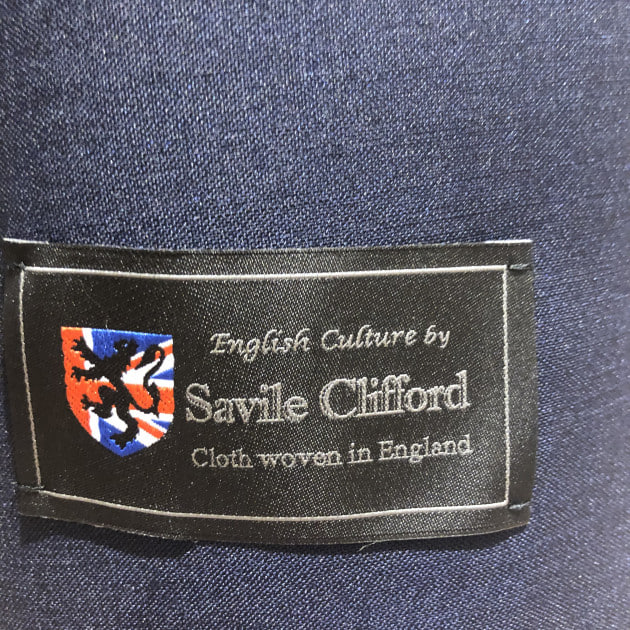 English Culture by
Savile Clifford
Cloth woven in England